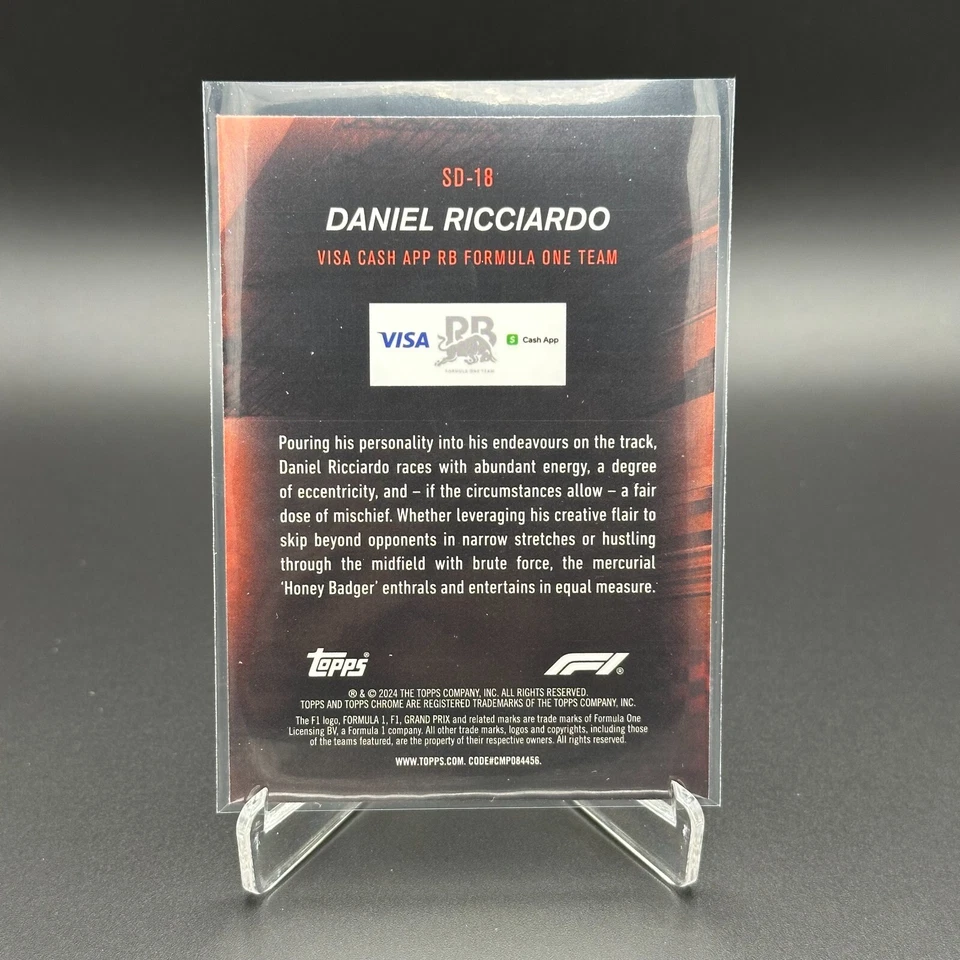 SD-18
DANIEL RICCIARDO
VISA CASH APP RB FORMULA ONE TEAM
VISA RB Cash App
FORMULA ONE TEAM
Pouring his personality into his endeavours on the track,
Daniel Ricciardo races with abundant energy, a degree
of eccentricity, and – if the circumstances allow – a fair
dose of mischief. Whether leveraging his creative flair to
skip beyond opponents in narrow stretches or hustling
through the midfield with brute force, the mercurial
‘Honey Badger’ enthrals and entertains in equal measure.
Topps® F1®
® & © 2024 THE TOPPS COMPANY, INC. ALL RIGHTS RESERVED.
TOPPS AND TOPPS CHROME ARE REGISTERED TRADEMARKS OF THE TOPPS COMPANY, INC.
The F1 logo, FORMULA 1, F1, GRAND PRIX and related marks are trade marks of Formula One
Licensing BV, a Formula 1 company. All other trade marks, logos and copyrights, including those
of the teams featured, are the property of their respective owners. All rights reserved.
WWW.TOPPS.COM. CODE#CMP084456.